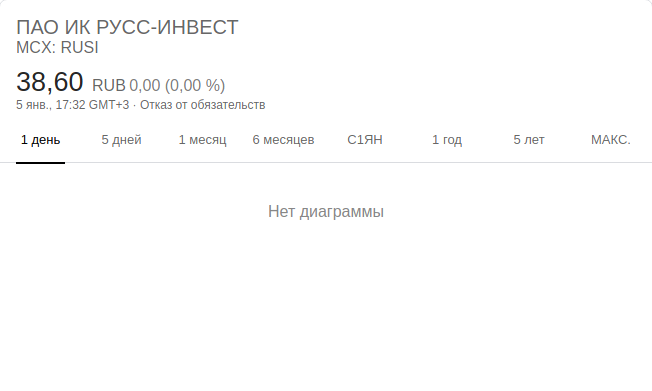 ПАО ИК РУСС-ИНВЕСТ
MCX: RUSI
38,60 RUB 0,00 (0,00 %)
5 янв., 17:32 GMT+3 · Отказ от обязательств
1 день 5 дней 1 месяц 6 месяцев С1ЯН 1 год 5 лет МАКС.
Нет диаграммы